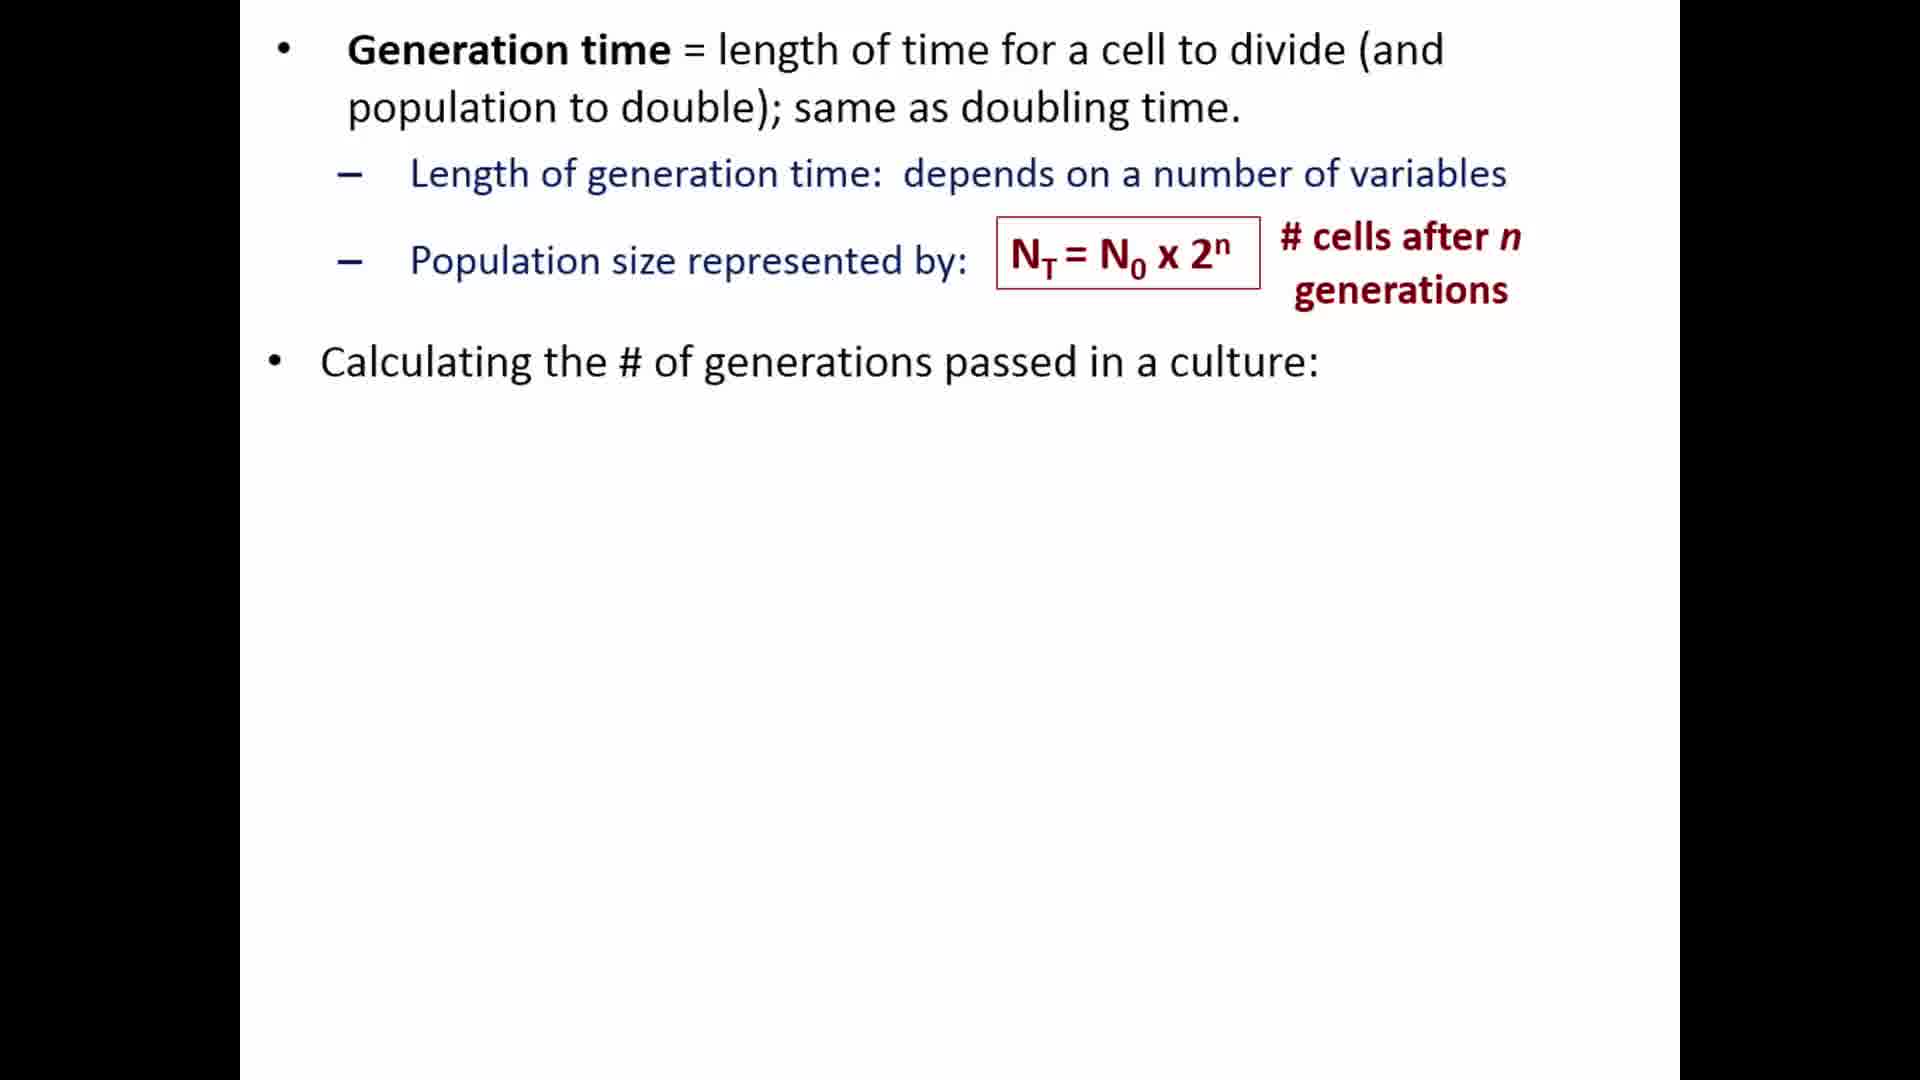 • Generation time = length of time for a cell to divide (and
population to double); same as doubling time.
– Length of generation time: depends on a number of variables
– Population size represented by: N_T = N_0 x 2^n # cells after n
generations
• Calculating the # of generations passed in a culture: